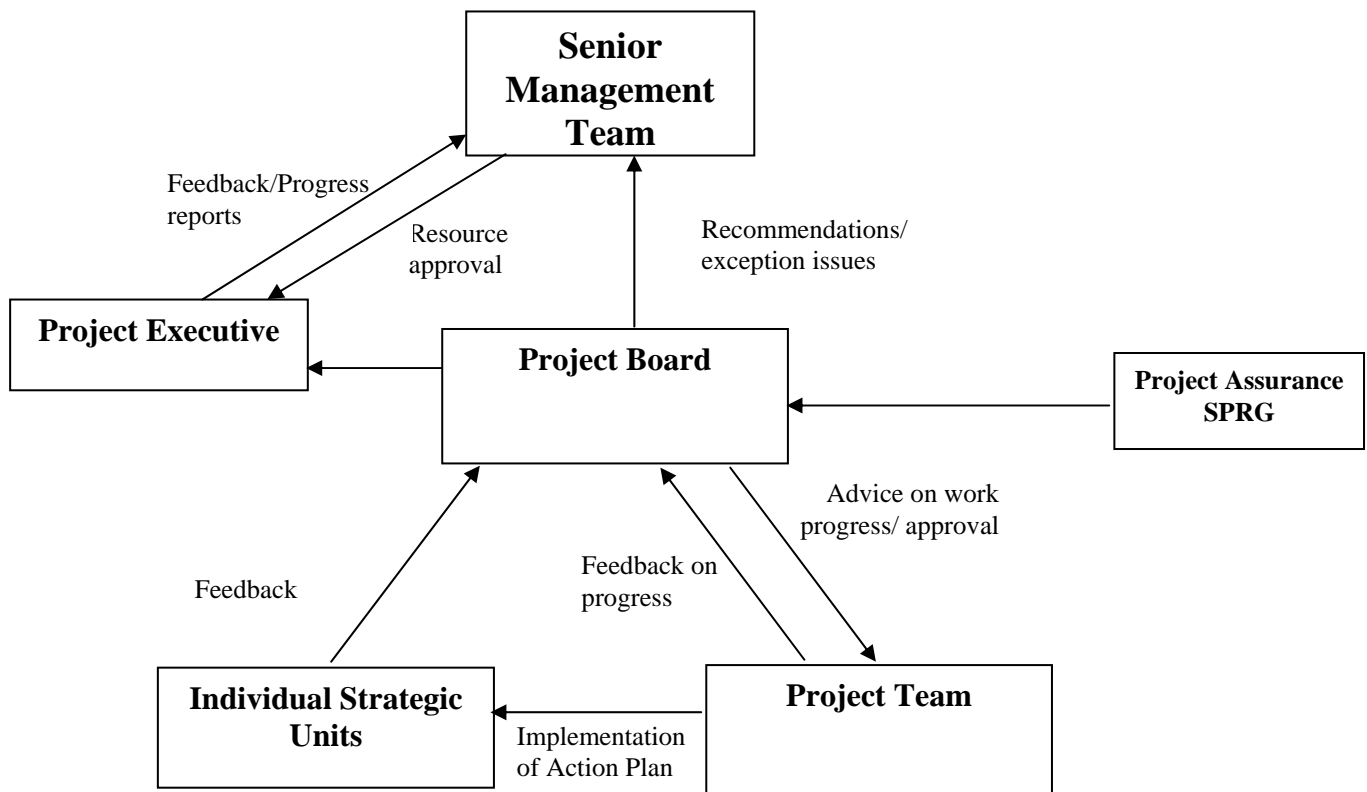 Senior
Management
Team
Feedback/Progress
reports
Resource
approval
Recommendations/
exception issues
Project Executive
Project Board
Project Assurance
SPRG
Advice on work
progress/ approval
Feedback on
progress
Feedback
Individual Strategic
Units
Project Team
Implementation
of Action Plan